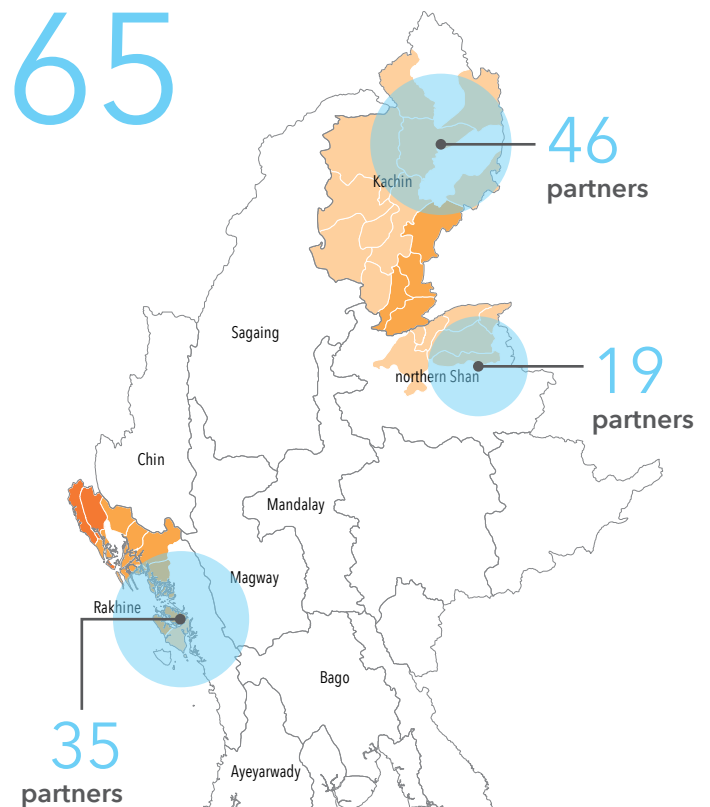 65
46
partners
Kachin
Sagaing
19
partners
northern Shan
Chin
Mandalay
Magway
Rakhine
Bago
35
partners
Ayeyarwady